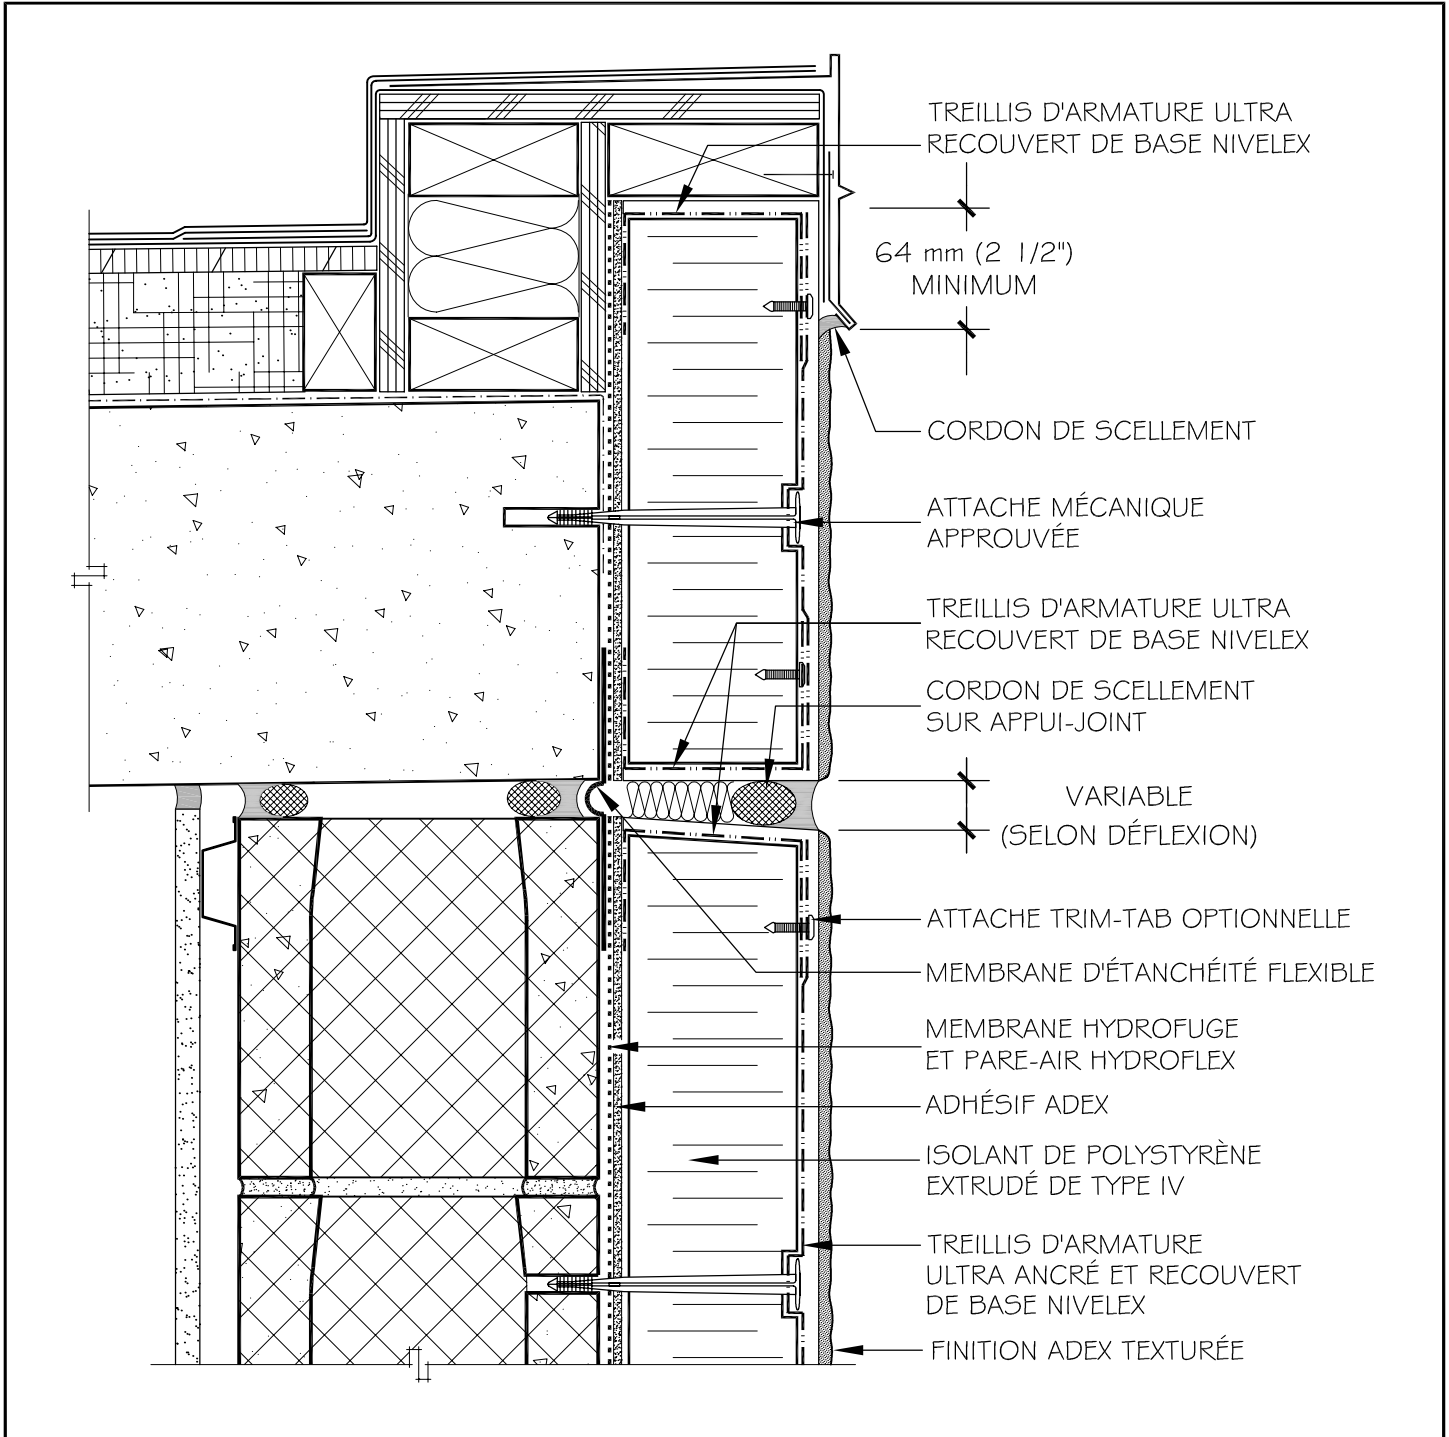 TREILLIS D'ARMATURE ULTRA
RECOUVERT DE BASE NIVELEX
64 mm (2 1/2")
MINIMUM
CORDON DE SCELLEMENT
ATTACHE MÉCANIQUE
APPROUVÉE
TREILLIS D'ARMATURE ULTRA
RECOUVERT DE BASE NIVELEX
CORDON DE SCELLEMENT
SUR APPUI-JOINT
VARIABLE
(SELON DÉFLEXION)
ATTACHE TRIM-TAB OPTIONNELLE
MEMBRANE D'ÉTANCHÉITÉ FLEXIBLE
MEMBRANE HYDROFUGE
ET PARE-AIR HYDROFLEX
ADHÉSIF ADEX
ISOLANT DE POLYSTYRÈNE
EXTRUDÉ DE TYPE IV
TREILLIS D'ARMATURE
ULTRA ANCRÉ ET RECOUVERT
DE BASE NIVELEX
FINITION ADEX TEXTURÉE